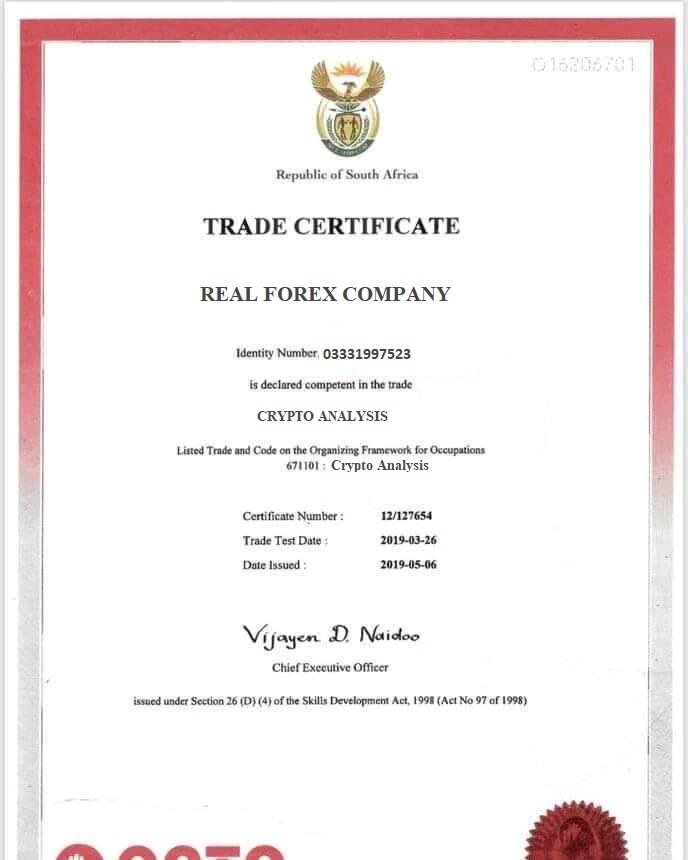 Q16206701
Republic of South Africa
TRADE CERTIFICATE
REAL FOREX COMPANY
Identity Number: 03331997523
is declared competent in the trade
CRYPTO ANALYSIS
Listed Trade and Code on the Organizing Framework for Occupations
671101 : Crypto Analysis
Certificate Number : 12/127654
Trade Test Date : 2019-03-26
Date Issued : 2019-05-06
Vijayen D. Naidoo
Chief Executive Officer
issued under Section 26 (D) (4) of the Skills Development Act, 1998 (Act No 97 of 1998)